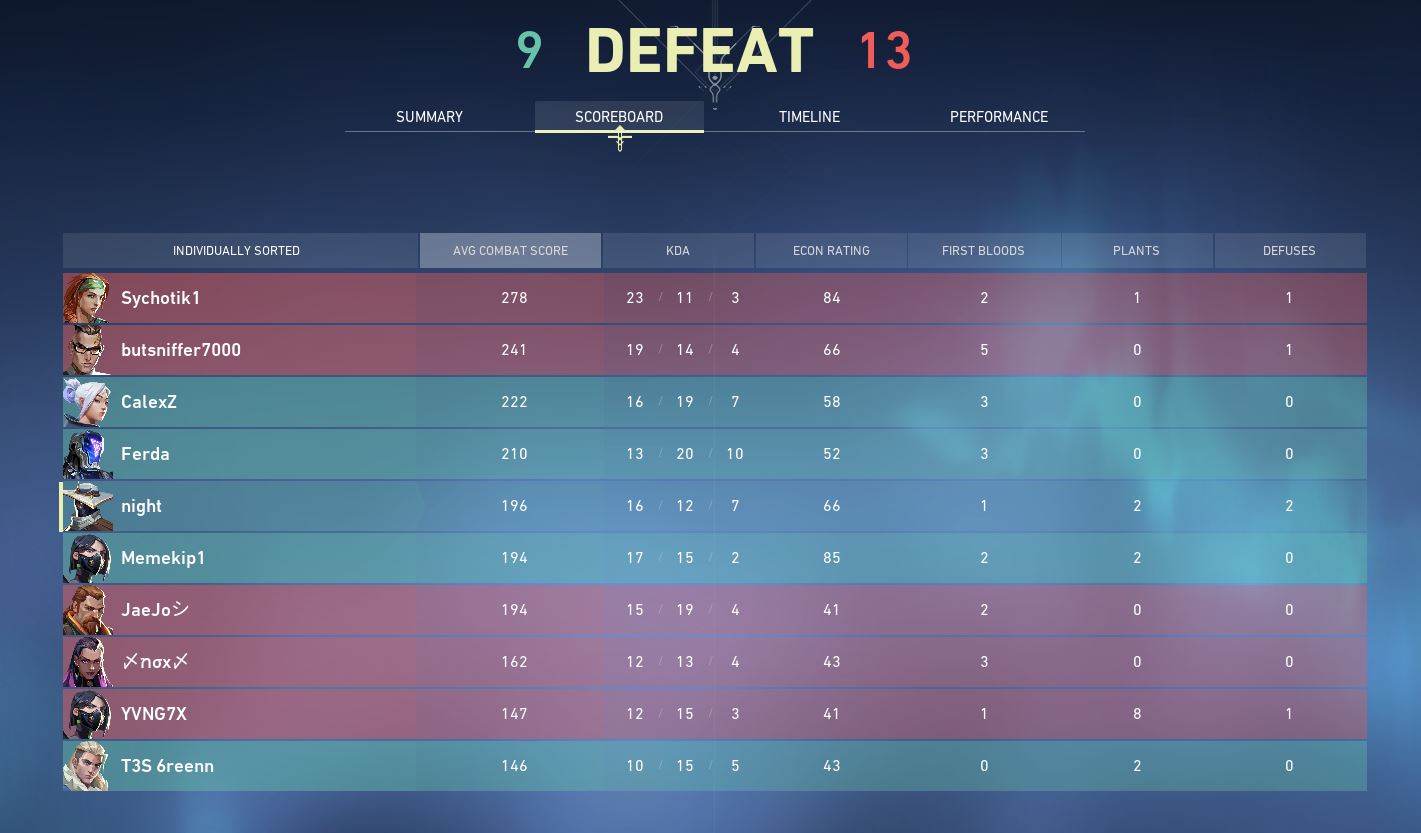 9 DEFEAT 13
SUMMARY SCOREBOARD TIMELINE PERFORMANCE
INDIVIDUALLY SORTED AVG COMBAT SCORE KDA ECON RATING FIRST BLOODS PLANTS DEFUSES
Sychotik1 278 23 / 11 / 3 84 2 1 1
butsniffer7000 241 19 / 14 / 4 66 5 0 1
CalexZ 222 16 / 19 / 7 58 3 0 0
Ferda 210 13 / 20 / 10 52 3 0 0
night 196 16 / 12 / 7 66 1 2 2
Memekip1 194 17 / 15 / 2 85 2 2 0
JaeJoシ 194 15 / 19 / 4 41 2 0 0
〆nσx〆 162 12 / 13 / 4 43 3 0 0
YVNG7X 147 12 / 15 / 3 41 1 8 1
T3S 6reenn 146 10 / 15 / 5 43 0 2 0